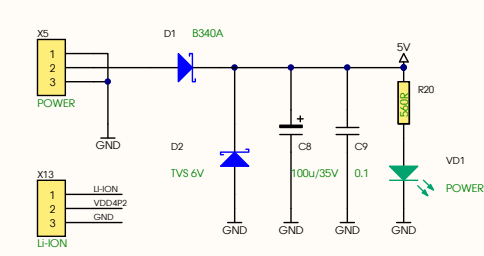 X5
D1
B340A
5V
1
2
3
POWER
R20
560R
GND
D2
TVS 6V
+
C8
100u/35V
C9
0.1
VD1
POWER
X13
1
2
3
LI-ION
VDD4P2
GND
Li-ION
GND
GND
GND
GND